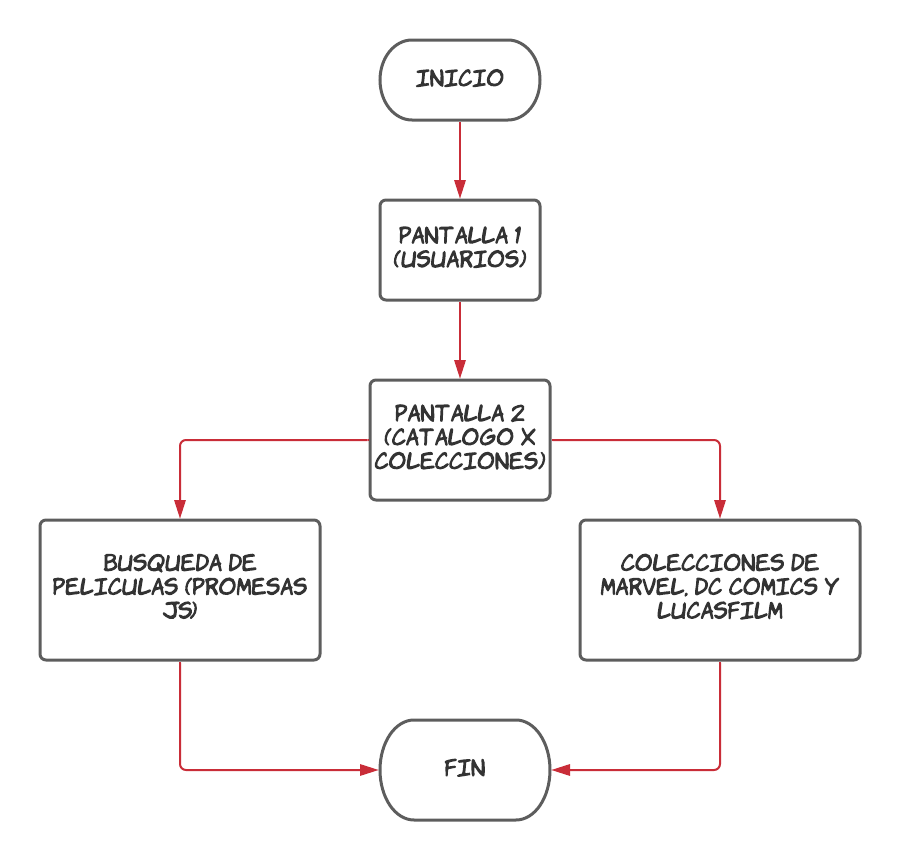 INICIO
PANTALLA 1
(USUARIOS)
PANTALLA 2
(CATALOGO X
COLECCIONES)
BUSQUEDA DE
PELICULAS (PROMESAS
JS)
COLECCIONES DE
MARVEL, DC COMICS Y
LUCASFILM
FIN